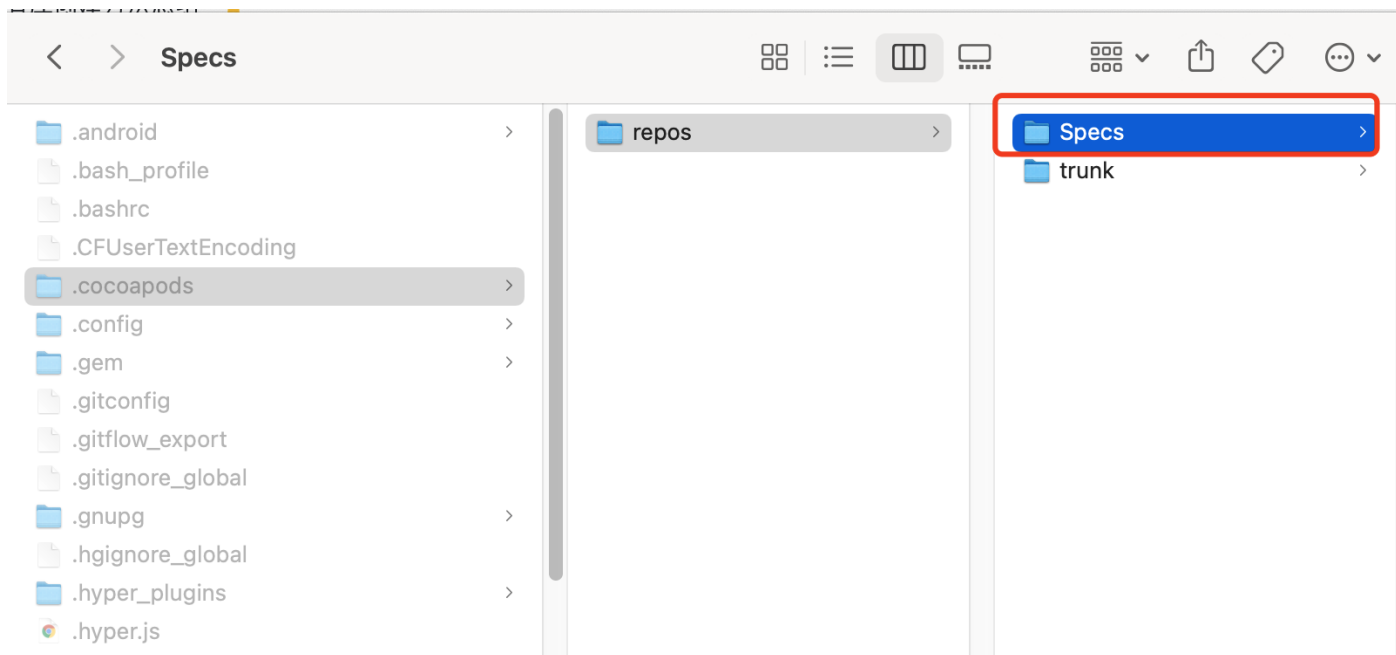 Specs
.android
.bash_profile
.bashrc
.CFUserTextEncoding
.cocoapods
.config
.gem
.gitconfig
.gitflow_export
.gitignore_global
.gnupg
.hgignore_global
.hyper_plugins
.hyper.js
repos
Specs
trunk